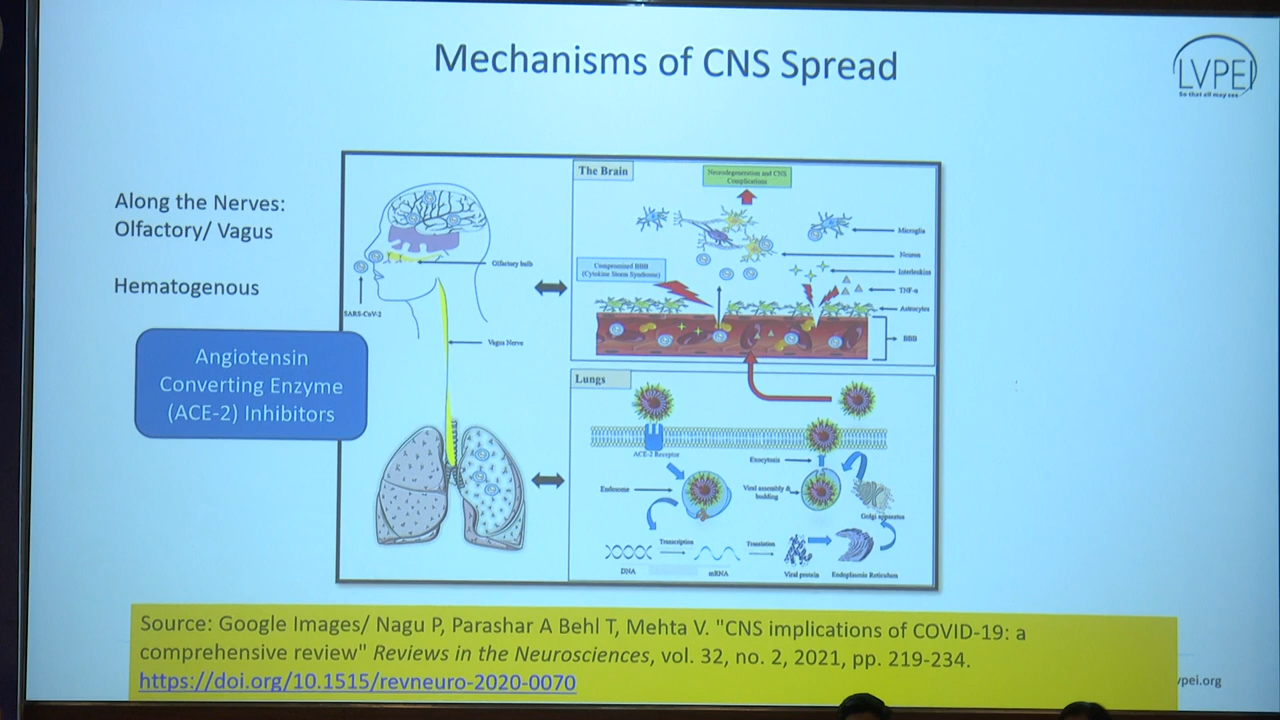 Mechanisms of CNS Spread
LVPEI
So that all may see
Along the Nerves:
Olfactory/ Vagus
Hematogenous
Angiotensin
Converting Enzyme
(ACE-2) Inhibitors
SARS-CoV-2
Olfactory bulb
Vagus Nerve
The Brain
Neurodegeneration and CNS
Complications
Compromised BBB
(Cytokine Storm Syndrome)
Microglia
Neuron
Interleukins
TNF-α
Astrocytes
BBB
Lungs
ACE-2 Receptor
Endosome
Exocytosis
Viral assembly &
budding
Golgi apparatus
Transcription
Translation
DNA
mRNA
Viral protein
Endoplasmic Reticulum
Source: Google Images/ Nagu P, Parashar A Behl T, Mehta V. "CNS implications of COVID-19: a
comprehensive review" Reviews in the Neurosciences, vol. 32, no. 2, 2021, pp. 219-234.
https://doi.org/10.1515/revneuro-2020-0070
vpei.org